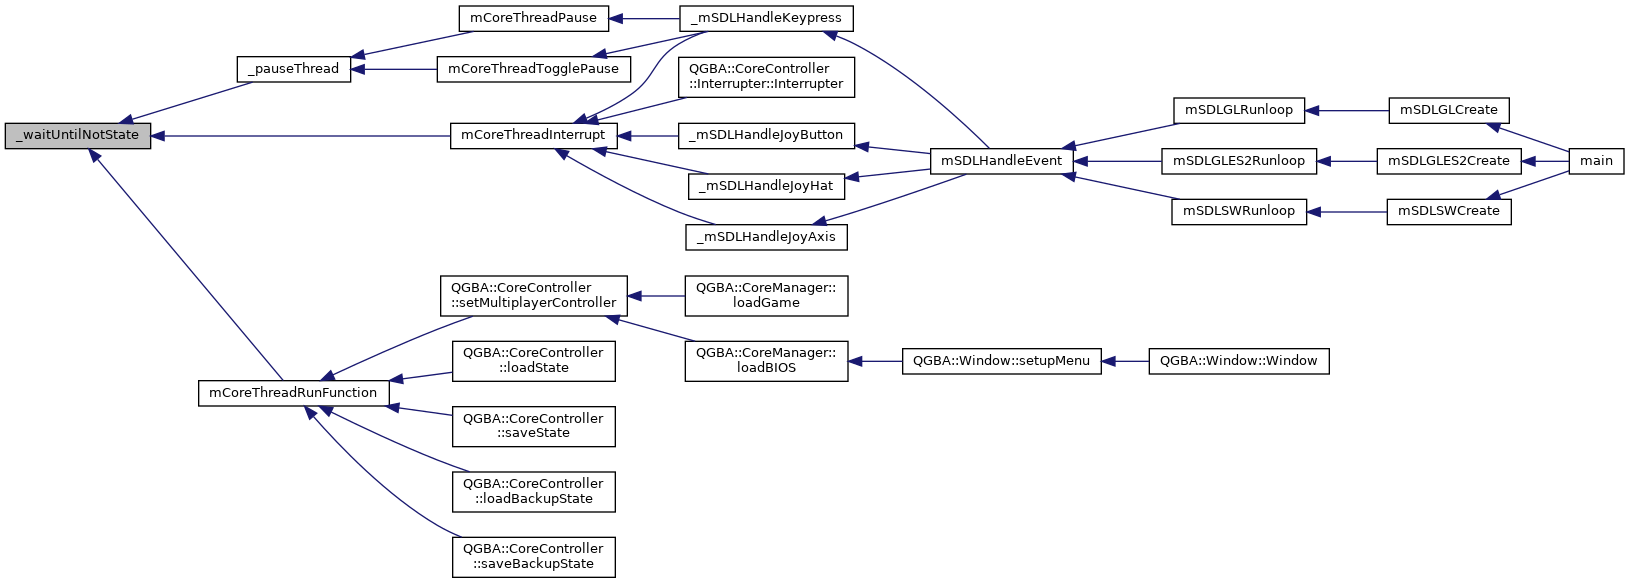 mCoreThreadPause
_mSDLHandleKeypress
_pauseThread
mCoreThreadTogglePause
QGBA::CoreController
::Interrupter::Interrupter
_waitUntilNotState
mCoreThreadInterrupt
_mSDLHandleJoyButton
mSDLGLRunloop
mSDLGLCreate
mSDLHandleEvent
mSDLGLES2Runloop
mSDLGLES2Create
main
_mSDLHandleJoyHat
mSDLSWRunloop
mSDLSWCreate
_mSDLHandleJoyAxis
QGBA::CoreController
::setMultiplayerController
QGBA::CoreManager::
loadGame
QGBA::CoreController
::loadState
QGBA::CoreManager::
loadBIOS
QGBA::Window::setupMenu
QGBA::Window::Window
mCoreThreadRunFunction
QGBA::CoreController
::saveState
QGBA::CoreController
::loadBackupState
QGBA::CoreController
::saveBackupState